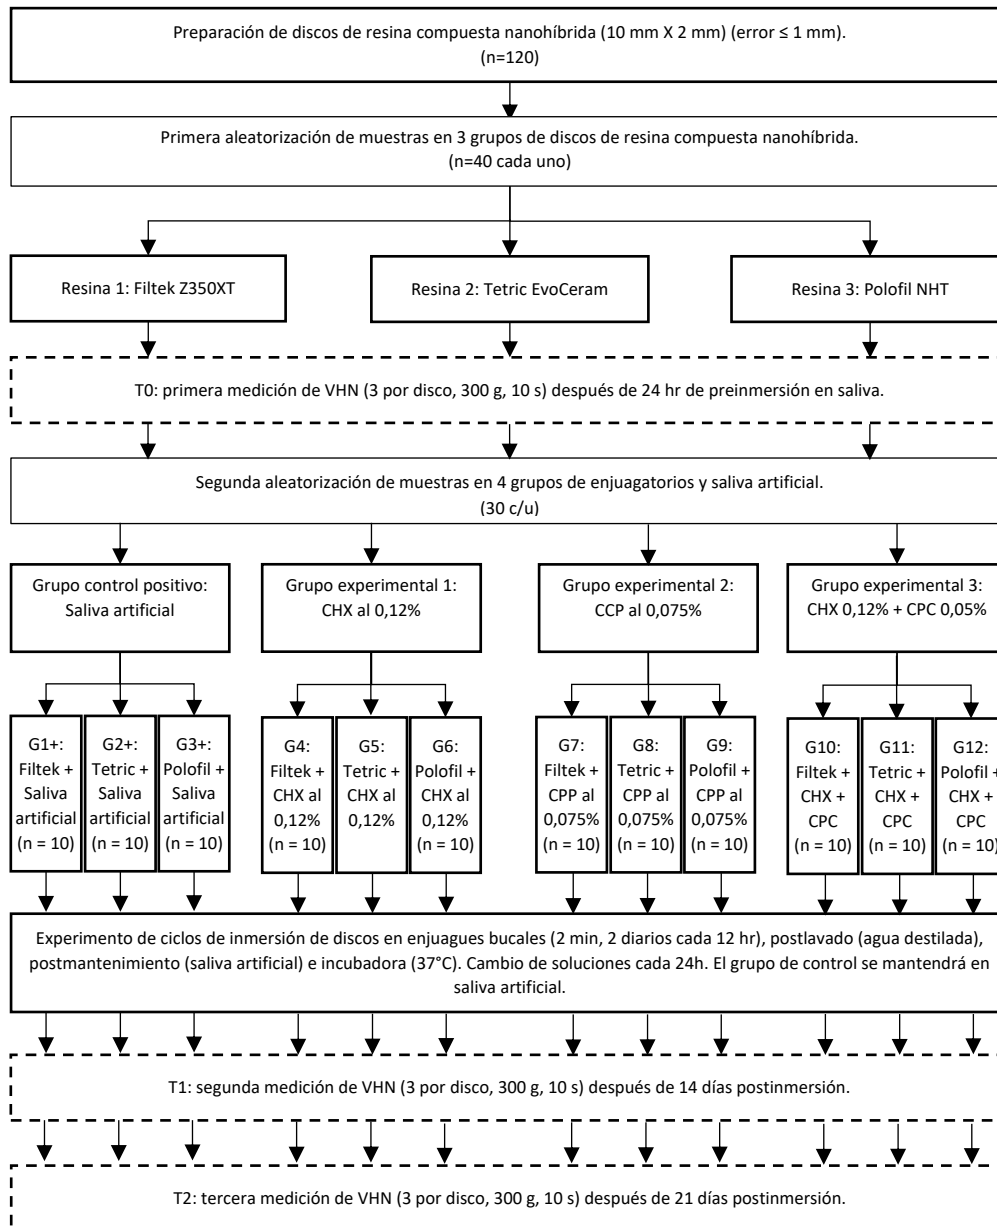 Preparación de discos de resina compuesta nanohíbrida (10 mm X 2 mm) (error ≤ 1 mm).
(n=120)
Primera aleatorización de muestras en 3 grupos de discos de resina compuesta nanohíbrida.
(n=40 cada uno)
Resina 1: Filtek Z350XT
Resina 2: Tetric EvoCeram
Resina 3: Polofil NHT
T0: primera medición de VHN (3 por disco, 300 g, 10 s) después de 24 hr de preinmersión en saliva.
Segunda aleatorización de muestras en 4 grupos de enjuagatorios y saliva artificial.
(30 c/u)
Grupo control positivo:
Saliva artificial
Grupo experimental 1:
CHX al 0,12%
Grupo experimental 2:
CCP al 0,075%
Grupo experimental 3:
CHX 0,12% + CPC 0,05%
G1+:
Filtek +
Saliva
artificial
(n = 10)
G2+:
Tetric +
Saliva
artificial
(n = 10)
G3+:
Polofil +
Saliva
artificial
(n = 10)
G4:
Filtek +
CHX al
0,12%
(n = 10)
G5:
Tetric +
CHX al
0,12%
G6:
Polofil +
CHX al
0,12%
(n = 10)
G7:
Filtek +
CPP al
0,075%
(n = 10)
G8:
Tetric +
CPP al
0,075%
(n = 10)
G9:
Polofil +
CPP al
0,075%
(n = 10)
G10:
Filtek +
CHX +
CPC
(n = 10)
G11:
Tetric +
CHX +
CPC
(n = 10)
G12:
Polofil +
CHX +
CPC
(n = 10)
Experimento de ciclos de inmersión de discos en enjuagues bucales (2 min, 2 diarios cada 12 hr), postlavado (agua destilada),
postmantenimiento (saliva artificial) e incubadora (37°C). Cambio de soluciones cada 24h. El grupo de control se mantendrá en
saliva artificial.
T1: segunda medición de VHN (3 por disco, 300 g, 10 s) después de 14 días postinmersión.
T2: tercera medición de VHN (3 por disco, 300 g, 10 s) después de 21 días postinmersión.